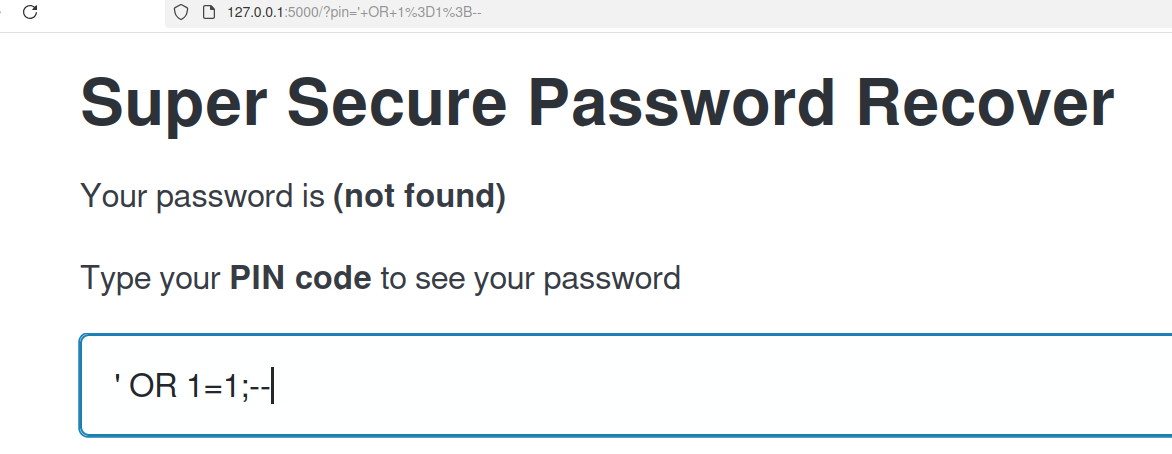 127.0.0.1:5000/?pin='+OR+1%3D1%3B--
Super Secure Password Recover
Your password is (not found)
Type your PIN code to see your password
' OR 1=1;--